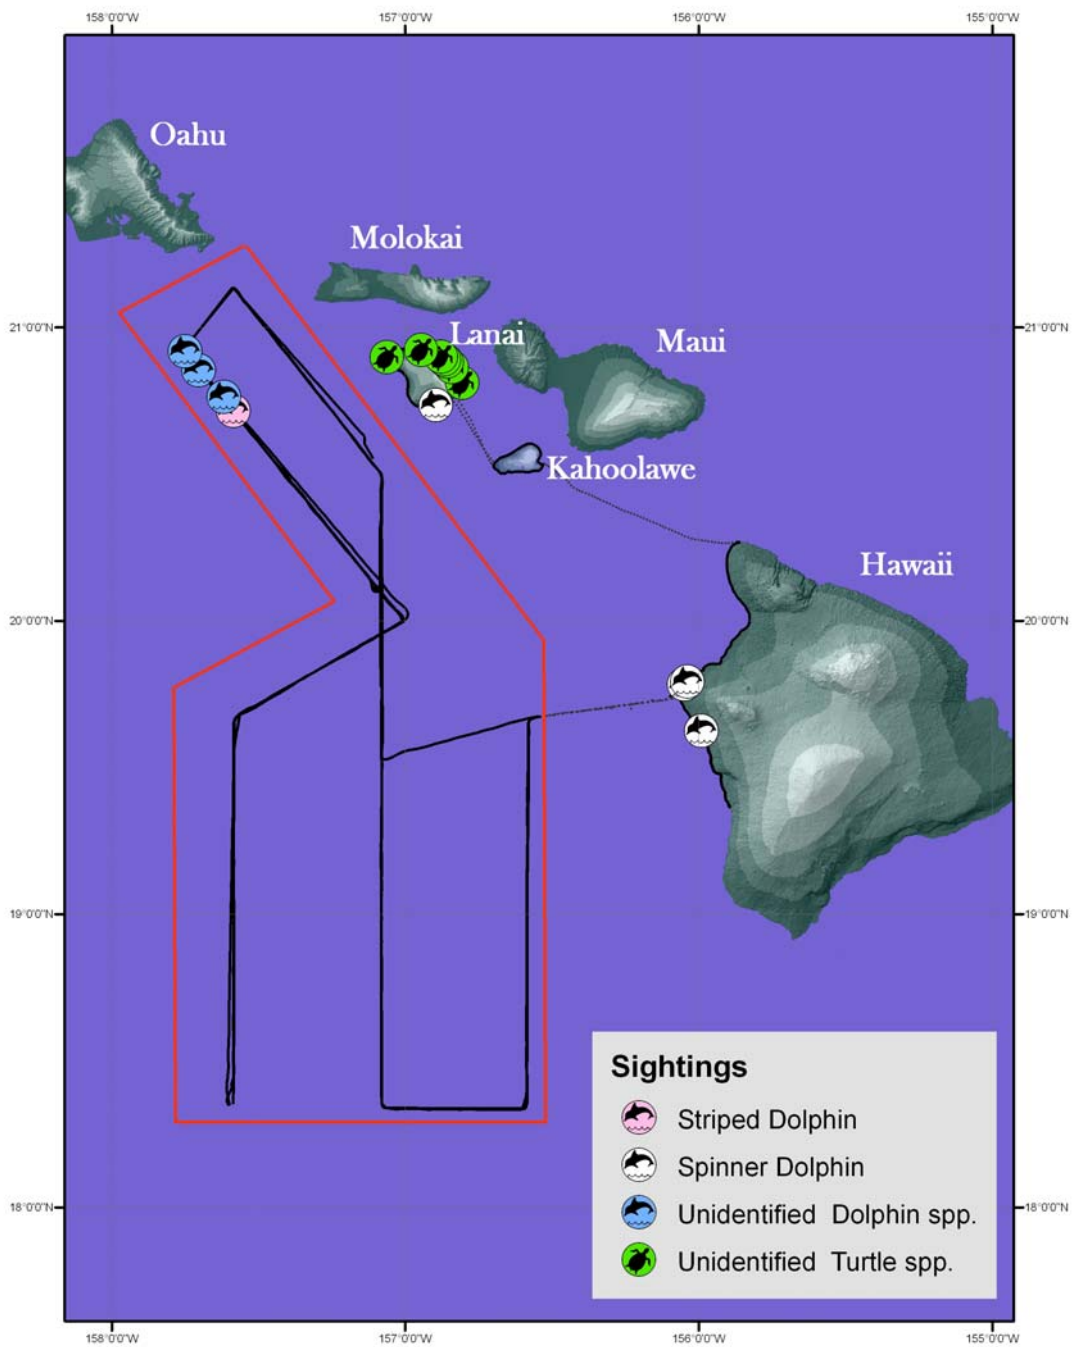 158°0'0"W 157°0'0"W 156°0'0"W 155°0'0"W
Oahu
Molokai
21°0'0"N Lanai Maui 21°0'0"N
Kahoolawe
Hawaii
20°0'0"N 20°0'0"N
19°0'0"N 19°0'0"N
Sightings
Striped Dolphin
Spinner Dolphin
18°0'0"N Unidentified Dolphin spp. 18°0'0"N
Unidentified Turtle spp.
158°0'0"W 157°0'0"W 156°0'0"W 155°0'0"W